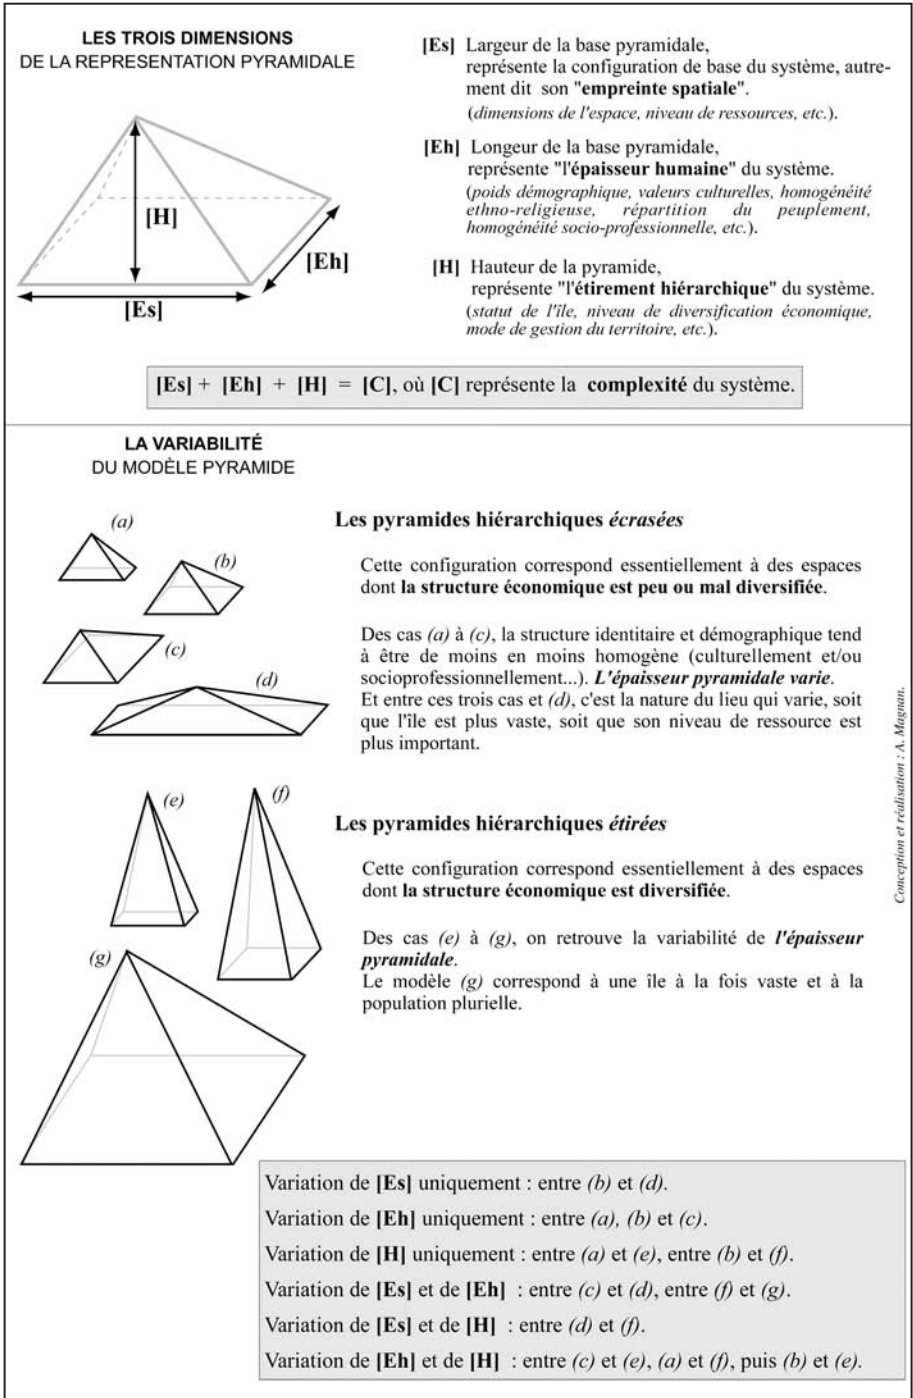 LES TROIS DIMENSIONS
DE LA REPRESENTATION PYRAMIDALE
[H]
[Eh]
[Es]
[Es] Largeur de la base pyramidale,
représente la configuration de base du système, autre-
ment dit son "empreinte spatiale".
(dimensions de l'espace, niveau de ressources, etc.).
[Eh] Longeur de la base pyramidale,
représente "l'épaisseur humaine" du système.
(poids démographique, valeurs culturelles, homogénéité
ethno-religieuse, répartition du peuplement,
homogénéité socio-professionnelle, etc.).
[H] Hauteur de la pyramide,
représente "l'étirement hiérarchique" du système.
(statut de l'île, niveau de diversification économique,
mode de gestion du territoire, etc.).
[Es] + [Eh] + [H] = [C], où [C] représente la complexité du système.
LA VARIABILITÉ
DU MODÈLE PYRAMIDE
(a)
(b)
(c)
(d)
Les pyramides hiérarchiques écrasées
Cette configuration correspond essentiellement à des espaces
dont la structure économique est peu ou mal diversifiée.
Des cas (a) à (c), la structure identitaire et démographique tend
à être de moins en moins homogène (culturellement et/ou
socioprofessionnellement...). L'épaisseur pyramidale varie.
Et entre ces trois cas et (d), c'est la nature du lieu qui varie, soit
que l'île est plus vaste, soit que son niveau de ressource est
plus important.
(e)
(f)
(g)
Les pyramides hiérarchiques étirées
Cette configuration correspond essentiellement à des espaces
dont la structure économique est diversifiée.
Des cas (e) à (g), on retrouve la variabilité de l'épaisseur
pyramidale.
Le modèle (g) correspond à une île à la fois vaste et à la
population plurielle.
Conception et réalisation : A. Magnan.
Variation de [Es] uniquement : entre (b) et (d).
Variation de [Eh] uniquement : entre (a), (b) et (c).
Variation de [H] uniquement : entre (a) et (e), entre (b) et (f).
Variation de [Es] et de [Eh] : entre (c) et (d), entre (f) et (g).
Variation de [Es] et de [H] : entre (d) et (f).
Variation de [Eh] et de [H] : entre (c) et (e), (a) et (f), puis (b) et (e).